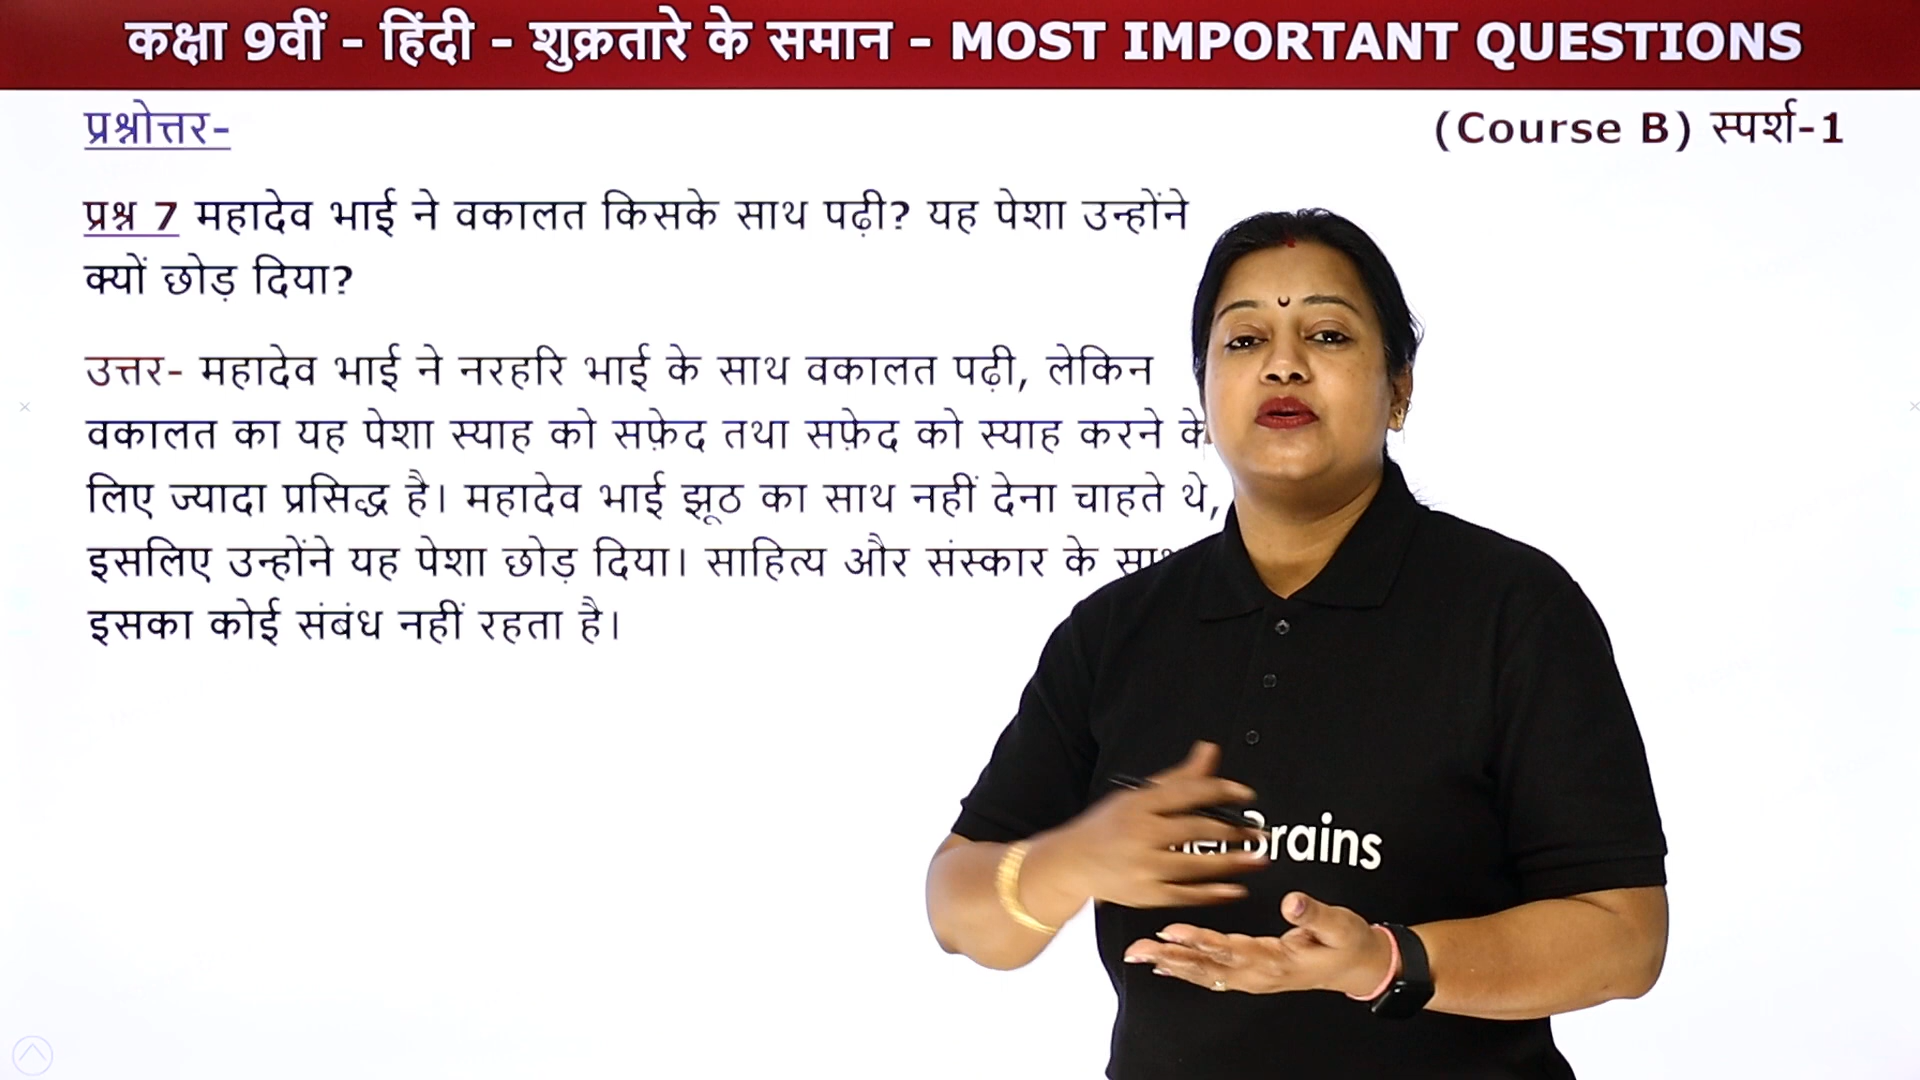 कक्षा 9वीं - हिंदी - शुक्रतारे के समान - MOST IMPORTANT QUESTIONS
प्रश्नोत्तर-
(Course B) स्पर्श-1
प्रश्न 7 महादेव भाई ने वकालत किसके साथ पढ़ी? यह पेशा उन्होंने
क्यों छोड़ दिया?
उत्तर- महादेव भाई ने नरहरि भाई के साथ वकालत पढ़ी, लेकिन
वकालत का यह पेशा स्याह को सफ़ेद तथा सफ़ेद को स्याह करने के
लिए ज्यादा प्रसिद्ध है। महादेव भाई झूठ का साथ नहीं देना चाहते थे,
इसलिए उन्होंने यह पेशा छोड़ दिया। साहित्य और संस्कार के
इसका कोई संबंध नहीं रहता है।
Brains